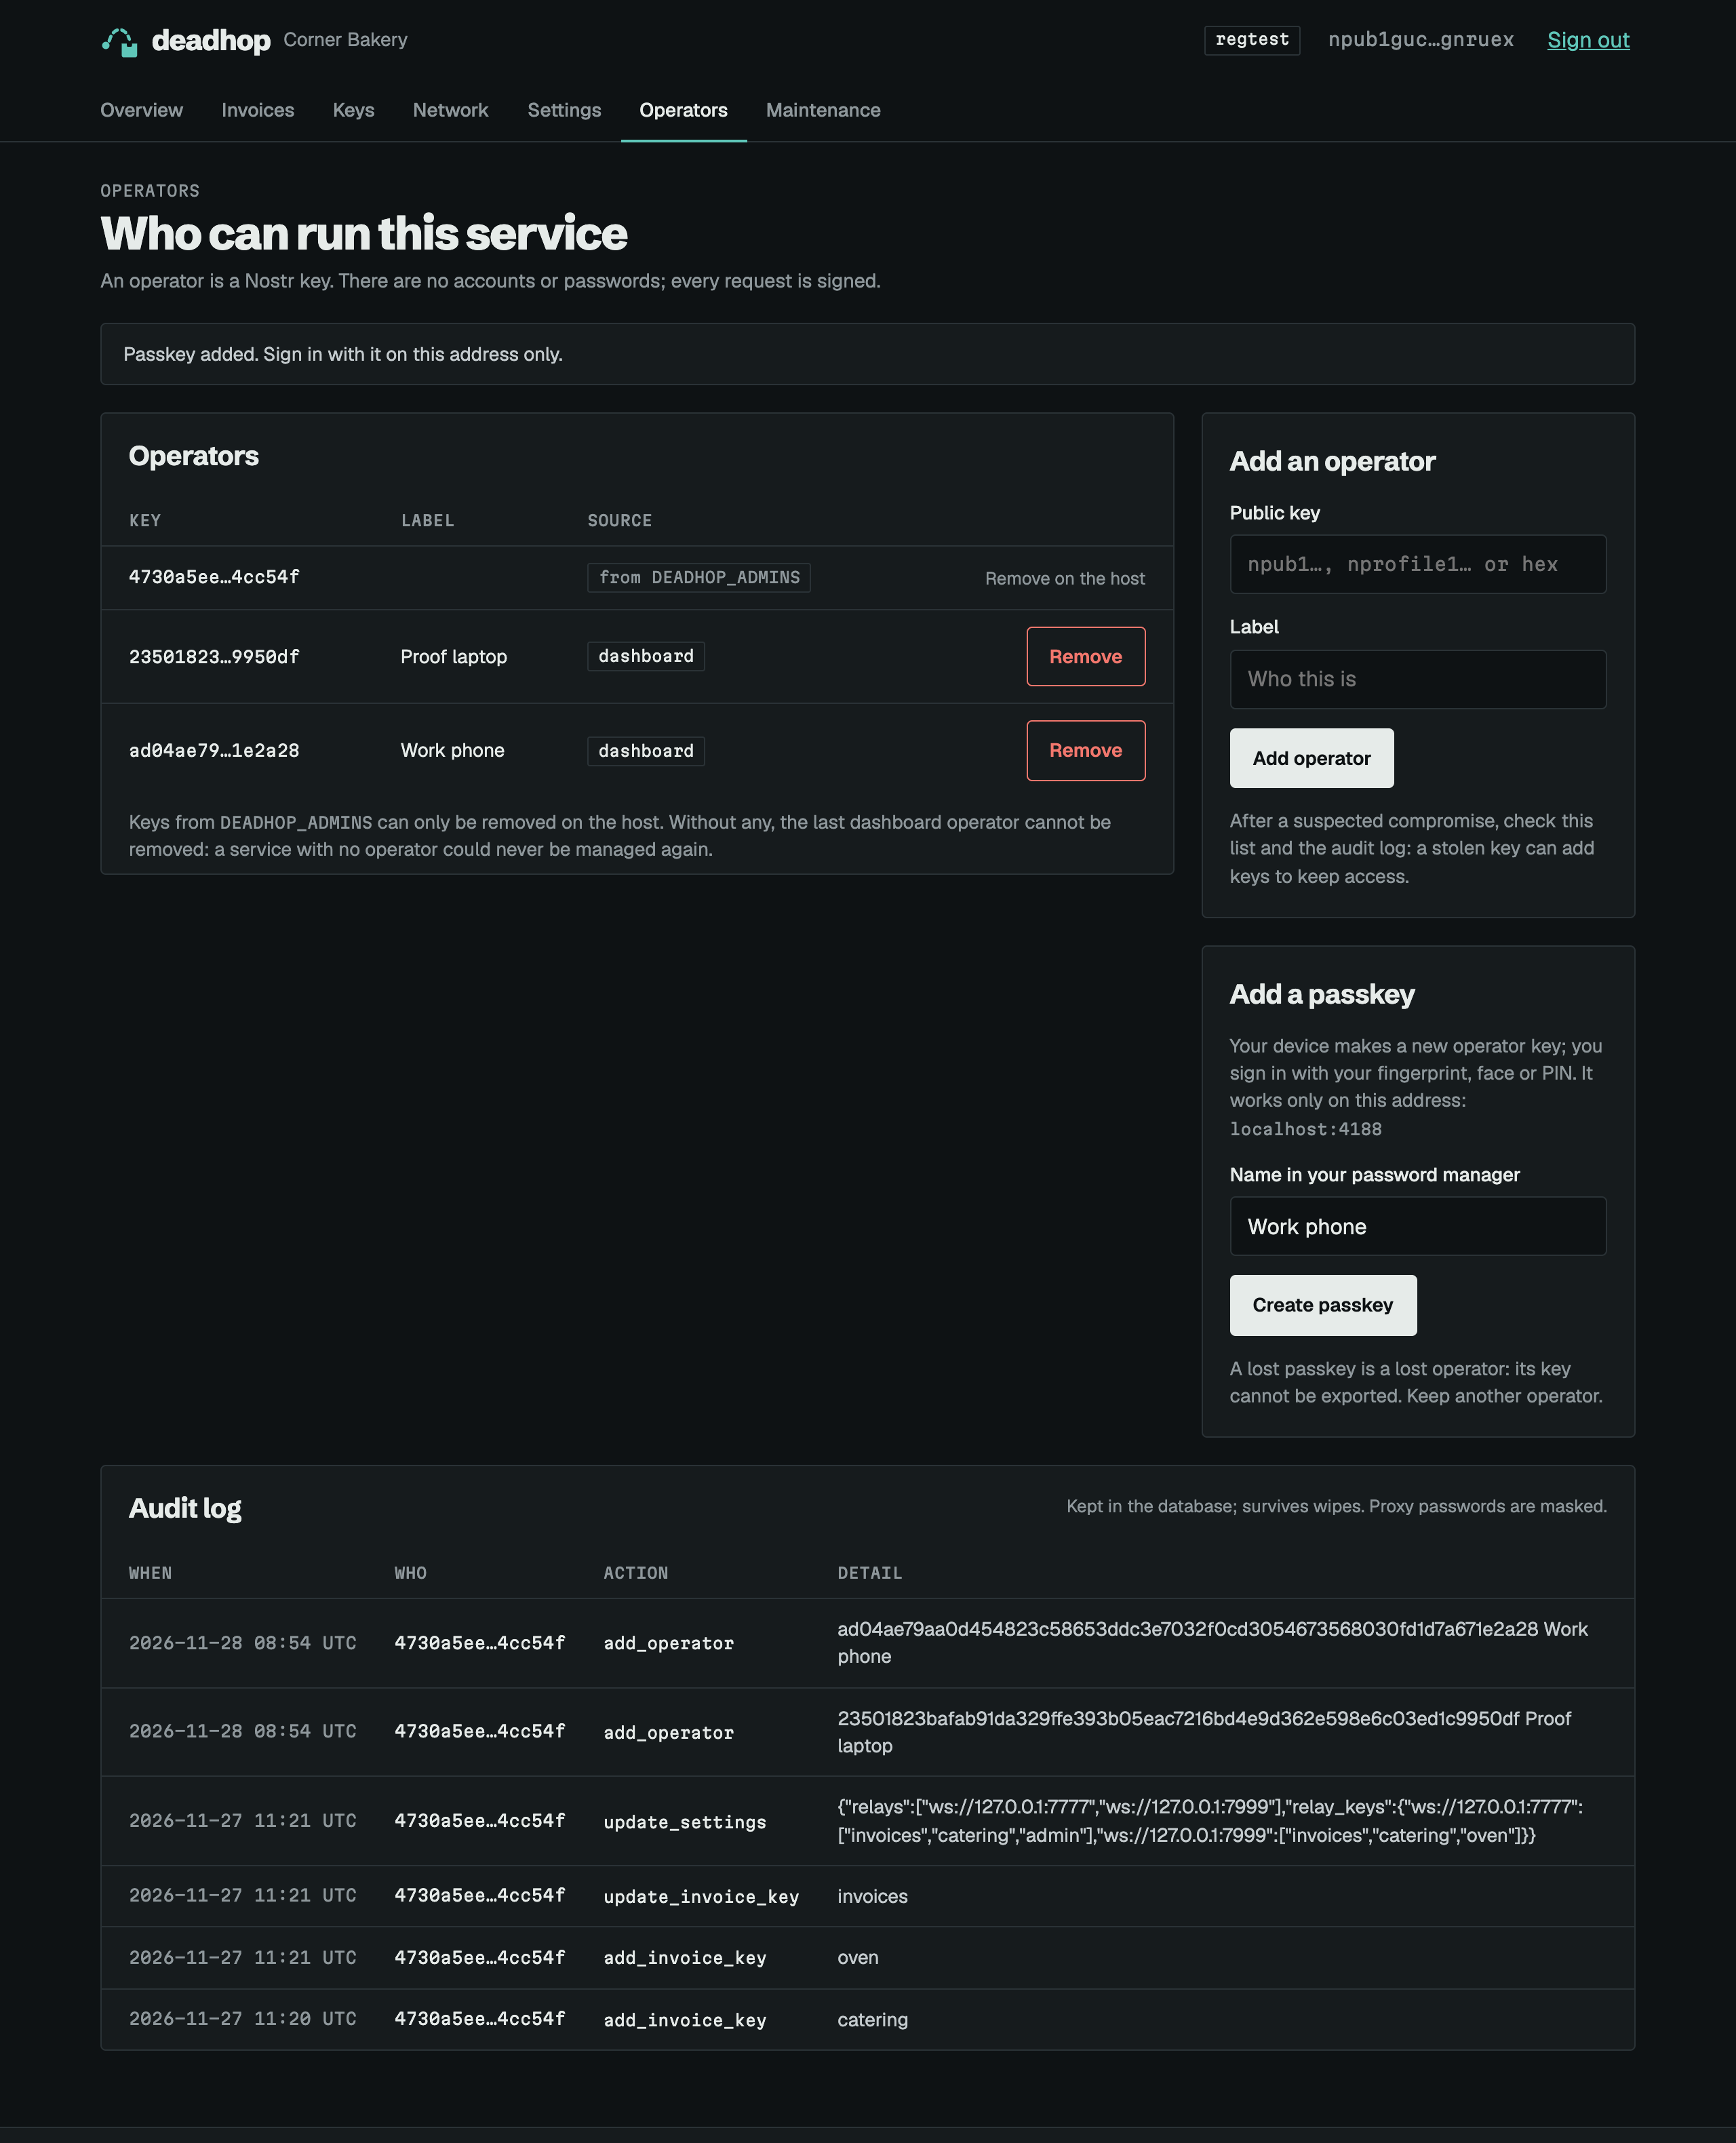 deadhop Corner Bakery
regtest npub1guc…gnruex Sign out
Overview Invoices Keys Network Settings Operators Maintenance
OPERATORS
Who can run this service
An operator is a Nostr key. There are no accounts or passwords; every request is signed.
Passkey added. Sign in with it on this address only.
Operators
KEY LABEL SOURCE
4730a5ee…4cc54f from DEADHOP_ADMINS Remove on the host
23501823…9950df Proof laptop dashboard Remove
ad04ae79…1e2a28 Work phone dashboard Remove
Keys from DEADHOP_ADMINS can only be removed on the host. Without any, the last dashboard operator cannot be
removed: a service with no operator could never be managed again.
Add an operator
Public key
npub1…, nprofile1… or hex
Label
Who this is
Add operator
After a suspected compromise, check this
list and the audit log: a stolen key can add
keys to keep access.
Add a passkey
Your device makes a new operator key; you
sign in with your fingerprint, face or PIN. It
works only on this address:
localhost:4188
Name in your password manager
Work phone
Create passkey
A lost passkey is a lost operator: its key
cannot be exported. Keep another operator.
Audit log
Kept in the database; survives wipes. Proxy passwords are masked.
WHEN WHO ACTION DETAIL
2026-11-28 08:54 UTC 4730a5ee…4cc54f add_operator ad04ae79aa0d454823c58653ddc3e7032f0cd3054673568030fd1d7a671e2a28 Work
phone
2026-11-28 08:54 UTC 4730a5ee…4cc54f add_operator 23501823bafab91da329ffe393b05eac7216bd4e9d362e598e6c03ed1c9950df Proof
laptop
2026-11-27 11:21 UTC 4730a5ee…4cc54f update_settings {"relays":["ws://127.0.0.1:7777","ws://127.0.0.1:7999"],"relay_keys":{"ws://127.0.0.1:7777":
["invoices","catering","admin"],"ws://127.0.0.1:7999":["invoices","catering","oven"]}}
2026-11-27 11:21 UTC 4730a5ee…4cc54f update_invoice_key invoices
2026-11-27 11:21 UTC 4730a5ee…4cc54f add_invoice_key oven
2026-11-27 11:20 UTC 4730a5ee…4cc54f add_invoice_key catering